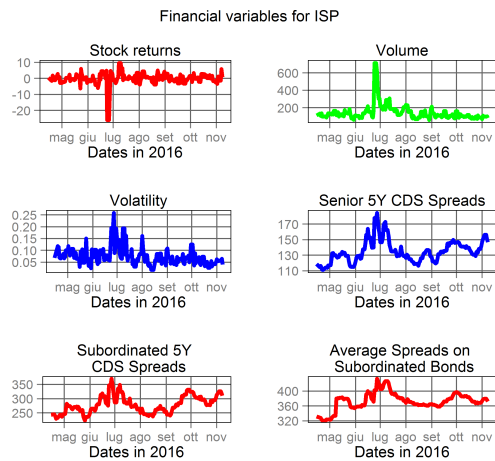 Financial variables for ISP
Stock returns
10
0
-10
-20
mag giu lug ago set ott nov
Dates in 2016
Volume
600
400
200
mag giu lug ago set ott nov
Dates in 2016
Volatility
0.25
0.20
0.15
0.10
0.05
mag giu lug ago set ott nov
Dates in 2016
Senior 5Y CDS Spreads
170
150
130
110
mag giu lug ago set ott nov
Dates in 2016
Subordinated 5Y
CDS Spreads
350
300
250
mag giu lug ago set ott nov
Dates in 2016
Average Spreads on
Subordinated Bonds
400
360
320
mag giu lug ago set ott nov
Dates in 2016